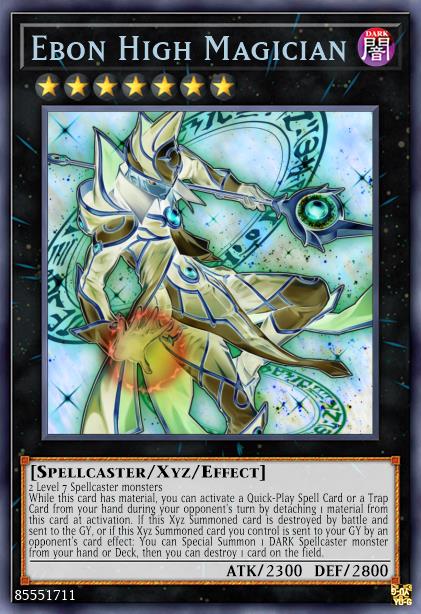 EBON HIGH MAGICIAN
DARK
闇
[SPELLCASTER/XYZ/EFFECT]
2 Level 7 Spellcaster monsters
While this card has material, you can activate a Quick-Play Spell Card or a Trap
Card from your hand during your opponent's turn by detaching 1 material from
this card at activation. If this Xyz Summoned card is destroyed by battle and
sent to the GY, or if this Xyz Summoned card you control is sent to your GY by an
opponent's card effect: You can Special Summon 1 DARK Spellcaster monster
from your hand or Deck, then you can destroy 1 card on the field.
ATK/2300 DEF/2800
85551711